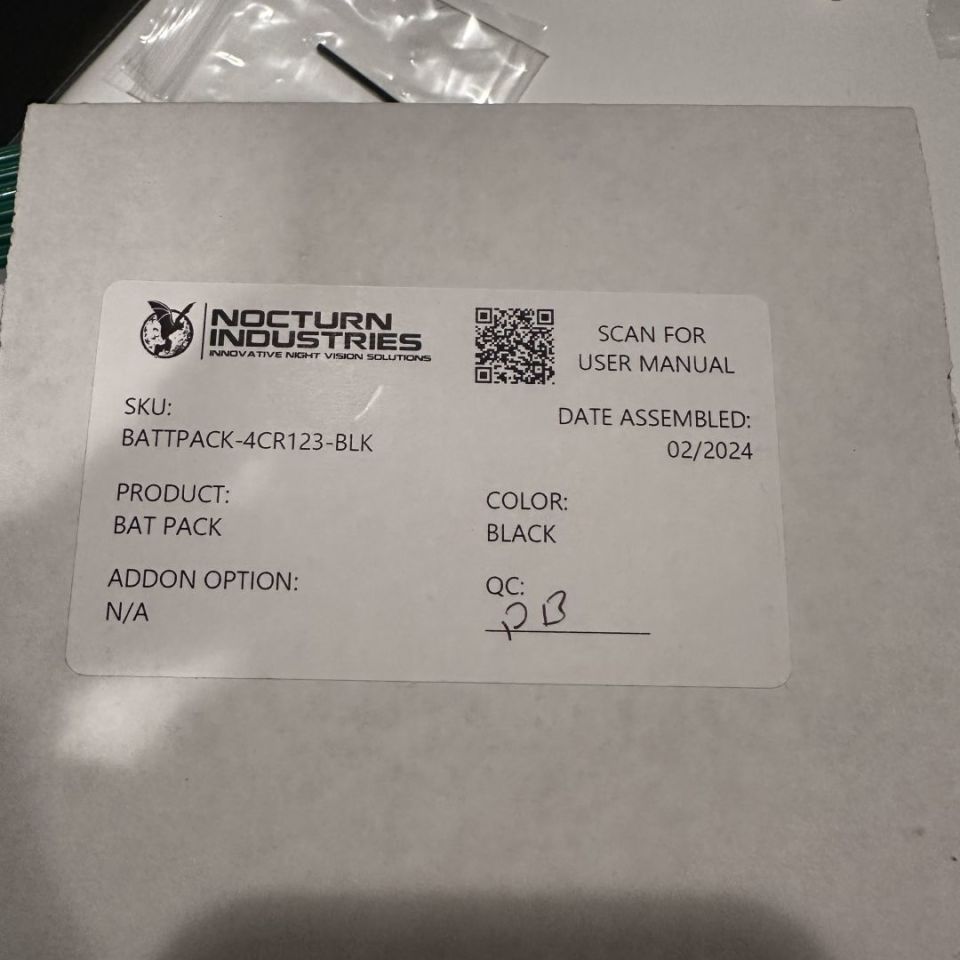 NOCTURN
INDUSTRIES
INNOVATIVE NIGHT VISION SOLUTIONS
SCAN FOR
USER MANUAL
SKU:
BATTPACK-4CR123-BLK
DATE ASSEMBLED:
02/2024
PRODUCT:
BAT PACK
COLOR:
BLACK
ADDON OPTION:
N/A
QC:
PB